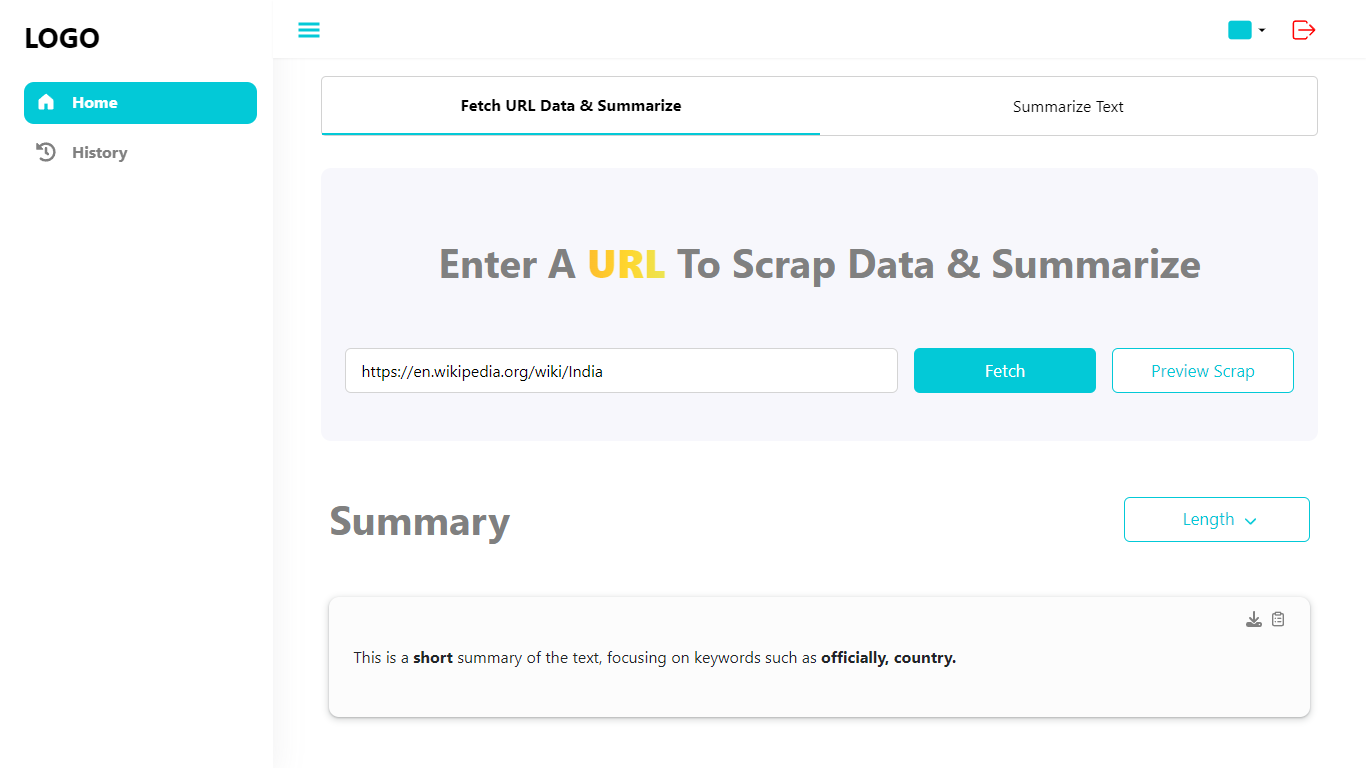 LOGO
Home
History
Fetch URL Data & Summarize
Summarize Text
Enter A URL To Scrap Data & Summarize
https://en.wikipedia.org/wiki/India
Fetch
Preview Scrap
Summary
Length
This is a short summary of the text, focusing on keywords such as officially, country.